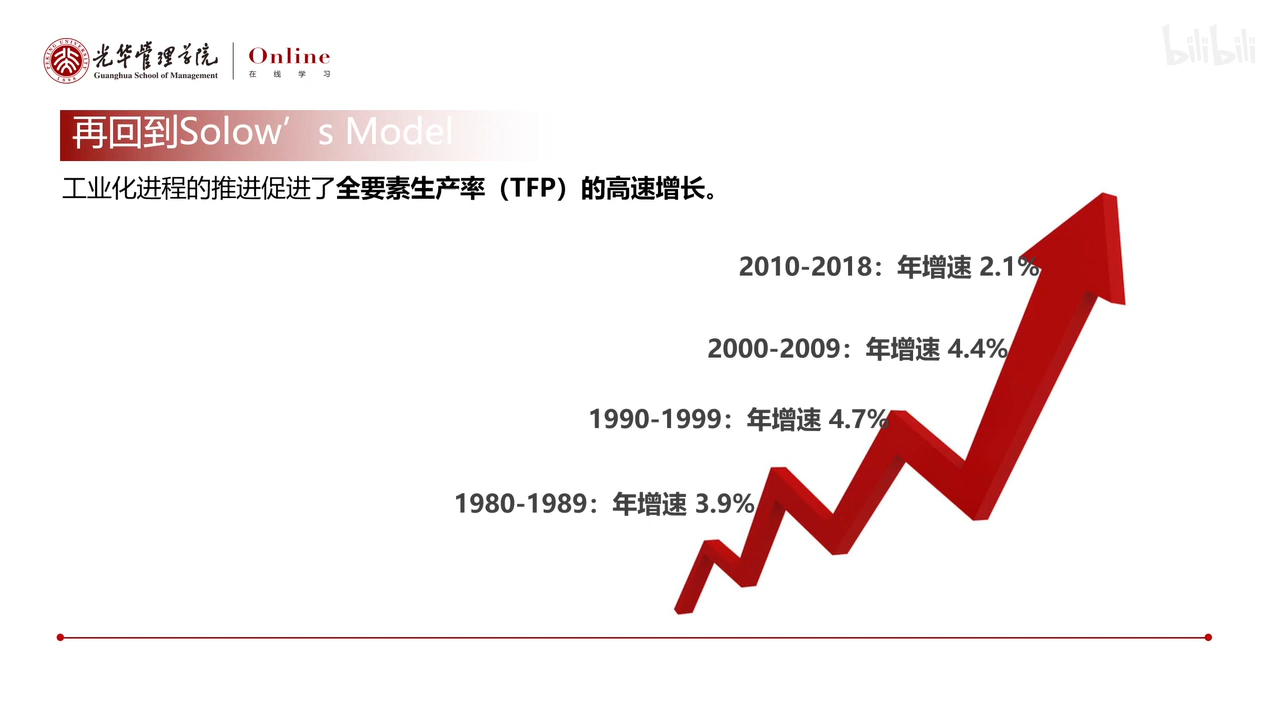 光华管理学院
Guanghua School of Management
Online
在线学习
bilibili
再回到Solow’s Model
工业化进程的推进促进了全要素生产率（TFP）的高速增长。
2010-2018：年增速 2.1%
2000-2009：年增速 4.4%
1990-1999：年增速 4.7%
1980-1989：年增速 3.9%